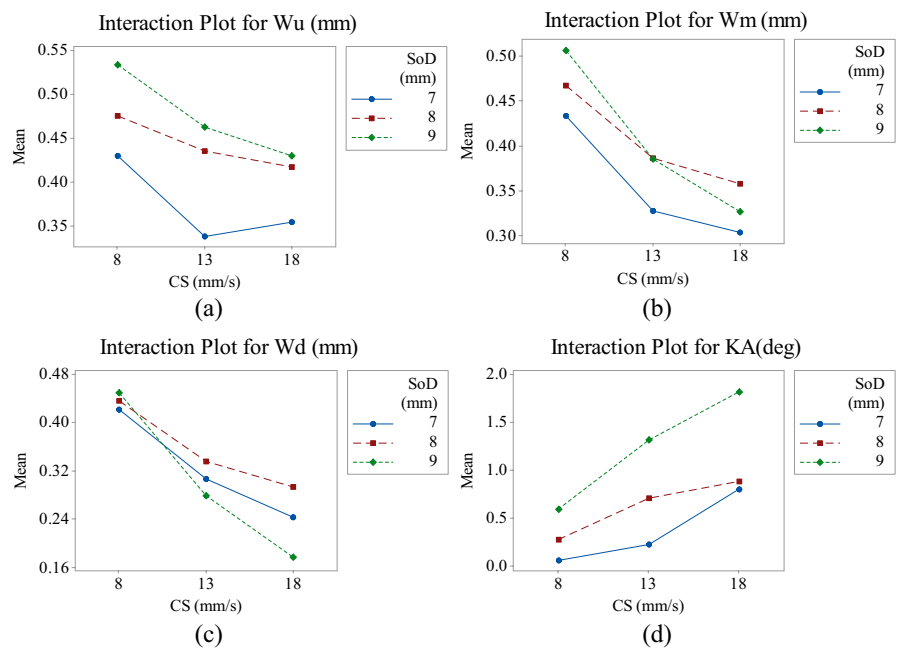 Interaction Plot for Wu (mm)
0.55
0.50
0.45
0.40
0.35
Mean
8
13
18
CS (mm/s)
SoD
(mm)
7
8
9
(a)
Interaction Plot for Wm (mm)
0.50
0.45
0.40
0.35
0.30
Mean
8
13
18
CS (mm/s)
SoD
(mm)
7
8
9
(b)
Interaction Plot for Wd (mm)
0.48
0.40
0.32
0.24
0.16
Mean
8
13
18
CS (mm/s)
SoD
(mm)
7
8
9
(c)
Interaction Plot for KA(deg)
2.0
1.5
1.0
0.5
0.0
Mean
8
13
18
CS (mm/s)
SoD
(mm)
7
8
9
(d)